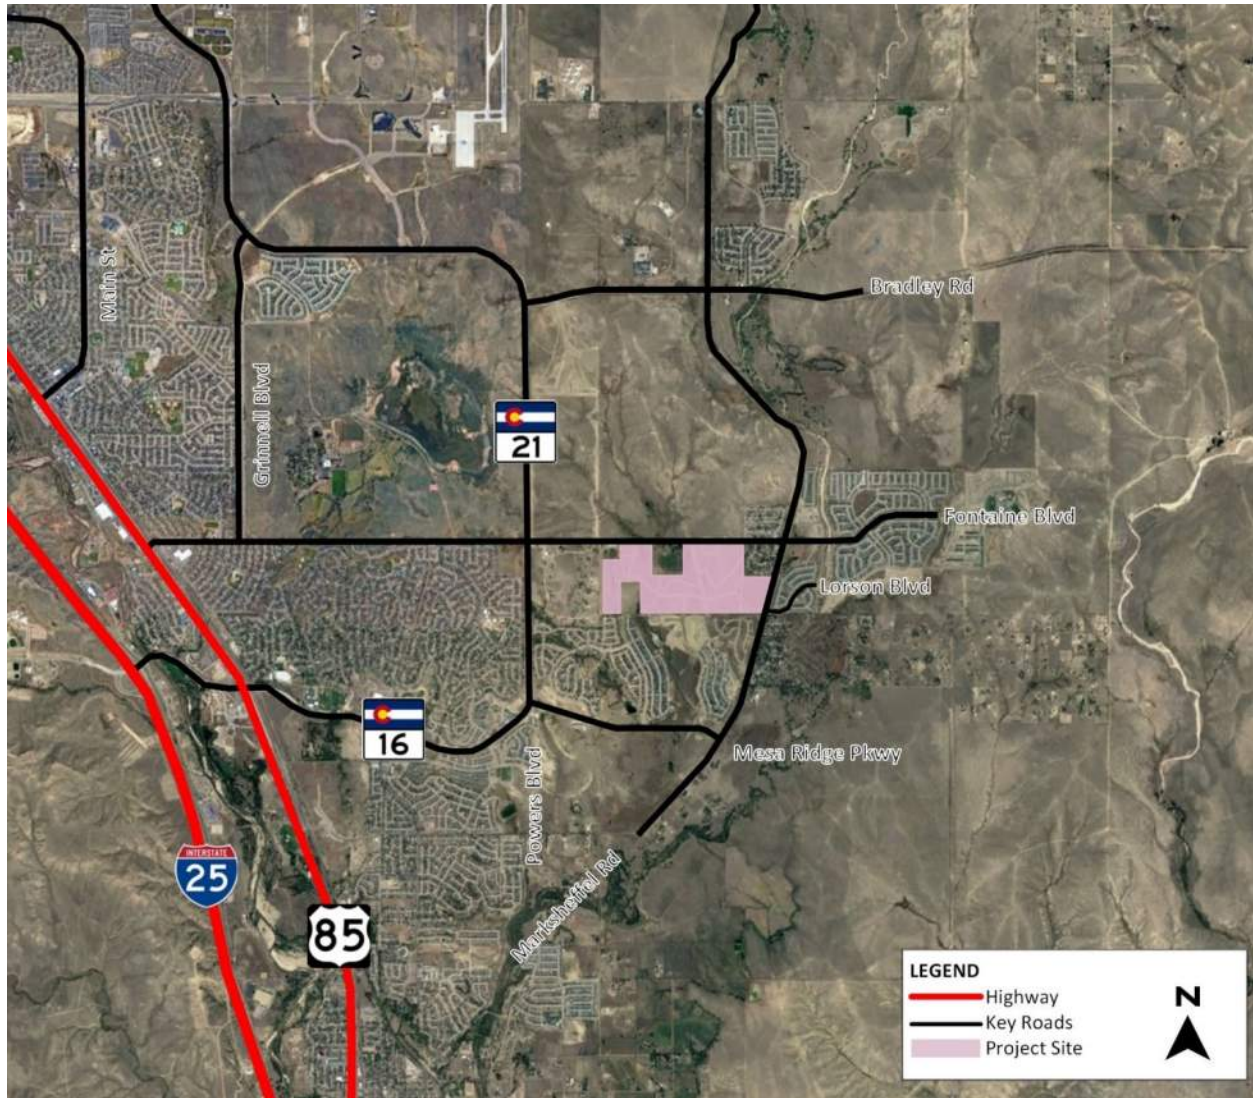 Main St
Bradley Rd
Grinnell Blvd
21
Fontaine Blvd
Lorson Blvd
16
Mesa Ridge Pkwy
Powers Blvd
INTERSTATE
25
85
Marksheffel Rd
LEGEND
Highway
Key Roads
Project Site
N